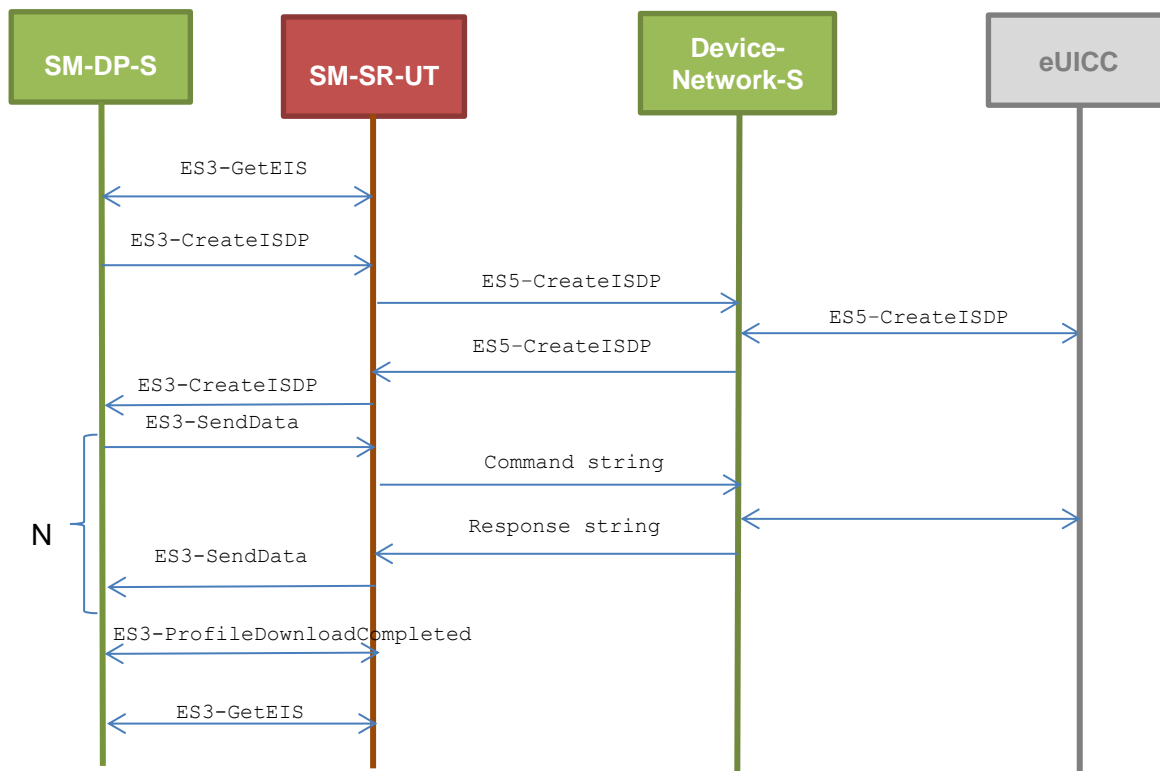 SM-DP-S
SM-SR-UT
Device-
Network-S
eUICC
ES3-GetEIS
ES3-CreateISDP
ES5-CreateISDP
ES5-CreateISDP
ES5-CreateISDP
ES3-CreateISDP
ES3-SendData
Command string
Response string
N
ES3-SendData
ES3-ProfileDownloadCompleted
ES3-GetEIS